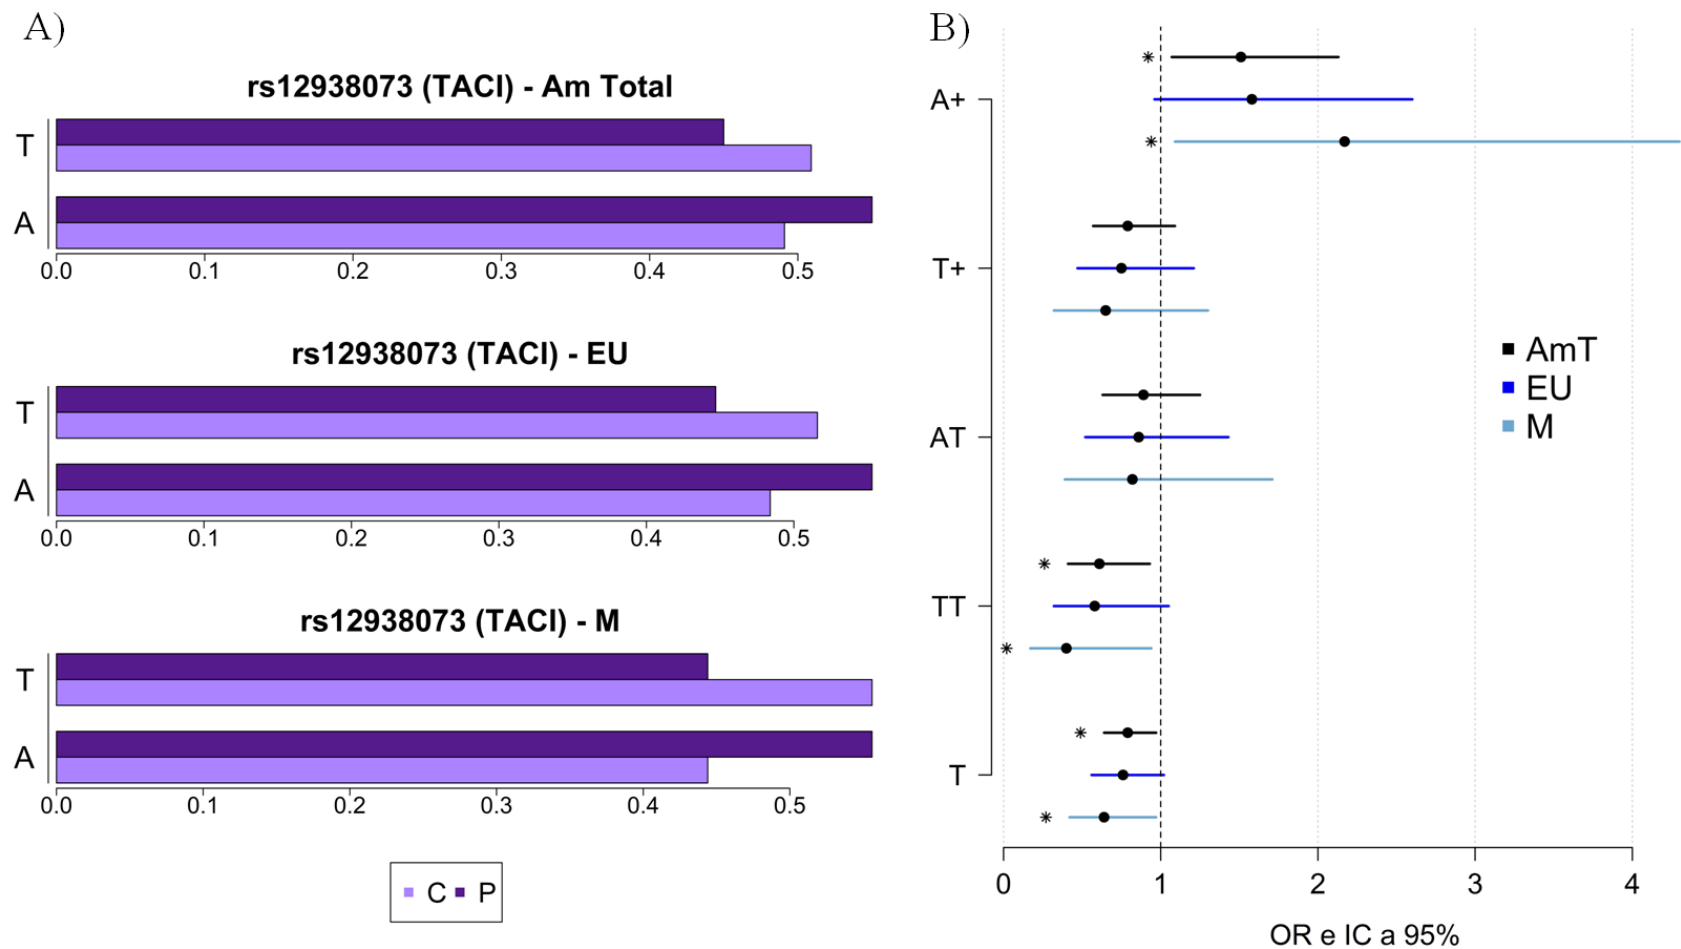 A)
rs12938073 (TACI) - Am Total
T
A
0.0 0.1 0.2 0.3 0.4 0.5
rs12938073 (TACI) - EU
T
A
0.0 0.1 0.2 0.3 0.4 0.5
rs12938073 (TACI) - M
T
A
0.0 0.1 0.2 0.3 0.4 0.5
C P
B)
*
A+
*
T+
AT
*
TT
*
*
T
*
AmT
EU
M
0 1 2 3 4
OR e IC a 95%